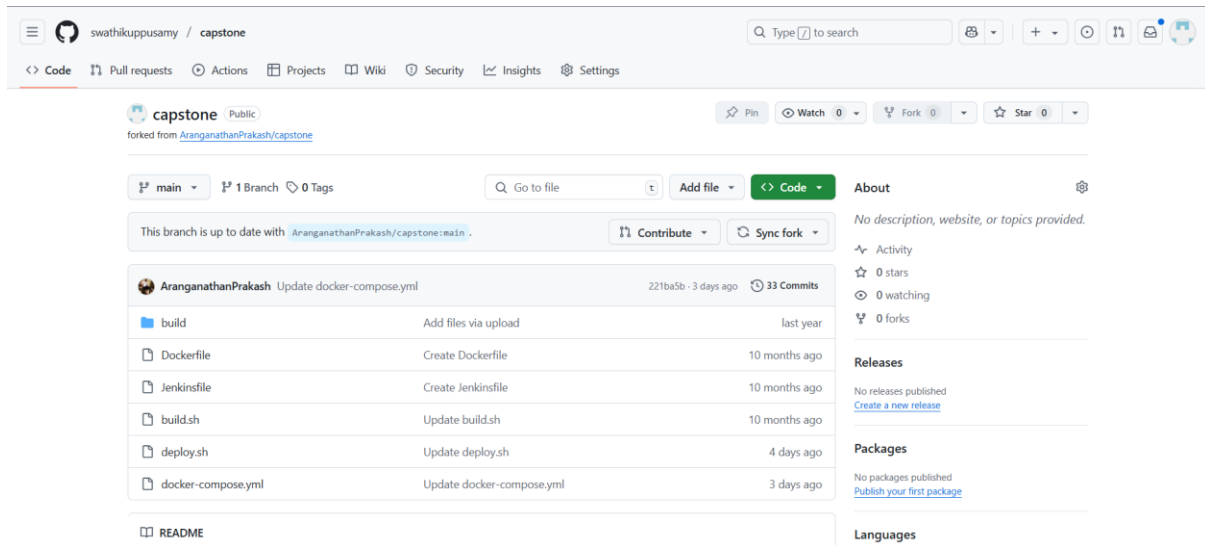 swathikuppusamy / capstone
Type / to search
Code Pull requests Actions Projects Wiki Security Insights Settings
capstone Public
Pin Watch 0 Fork 0 Star 0
forked from AranganathanPrakash/capstone
main 1 Branch 0 Tags Go to file t Add file Code
About
No description, website, or topics provided.
This branch is up to date with AranganathanPrakash/capstone:main .
Contribute Sync fork
Activity
0 stars
0 watching
0 forks
AranganathanPrakash Update docker-compose.yml 221ba5b · 3 days ago 33 Commits
build Add files via upload last year
Dockerfile Create Dockerfile 10 months ago
Jenkinsfile Create Jenkinsfile 10 months ago
build.sh Update build.sh 10 months ago
deploy.sh Update deploy.sh 4 days ago
docker-compose.yml Update docker-compose.yml 3 days ago
README
Releases
No releases published
Create a new release
Packages
No packages published
Publish your first package
Languages